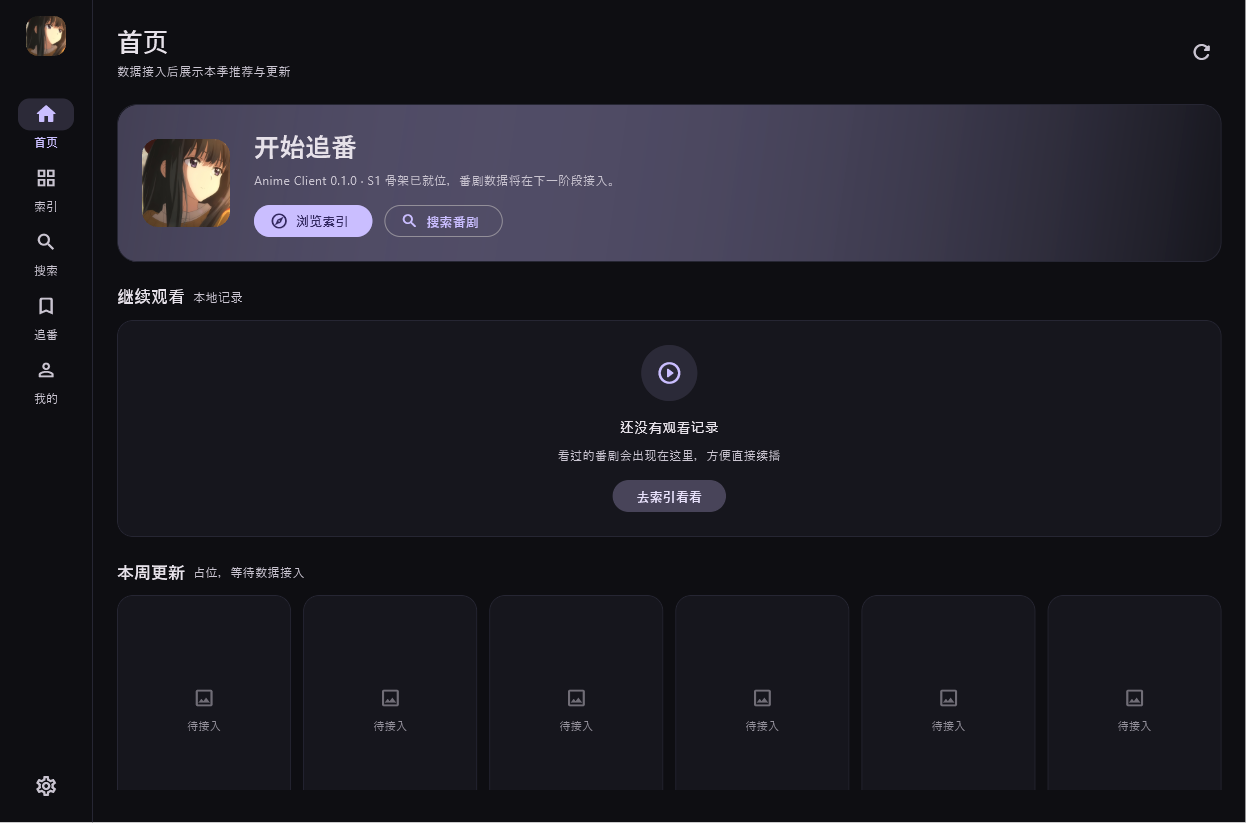 首页
数据接入后展示本季推荐与更新
首页
索引
搜索
追番
我的
开始追番
Anime Client 0.1.0 · S1 骨架已就位，番剧数据将在下一阶段接入。
浏览索引
搜索番剧
继续观看 本地记录
还没有观看记录
看过的番剧会出现在这里，方便直接续播
去索引看看
本周更新 占位，等待数据接入
待接入 待接入 待接入 待接入 待接入 待接入